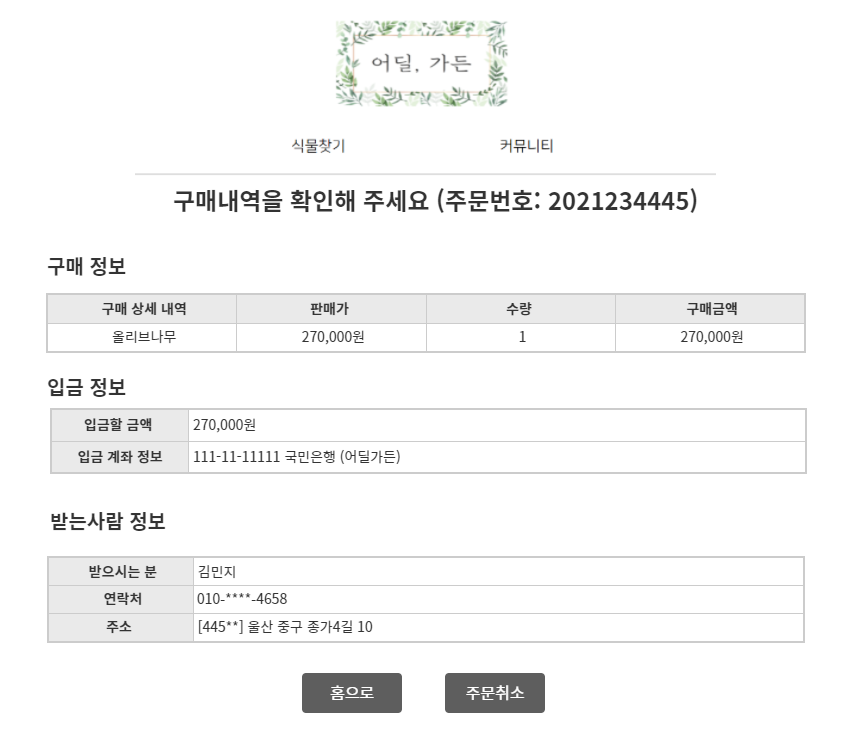 어딜, 가든
식물찾기 커뮤니티
구매내역을 확인해 주세요 (주문번호: 2021234445)
구매 정보
구매 상세 내역 판매가 수량 구매금액
올리브나무 270,000원 1 270,000원
입금 정보
입금할 금액 270,000원
입금 계좌 정보 111-11-11111 국민은행 (어딜가든)
받는사람 정보
받으시는 분 김민지
연락처 010-****-4658
주소 [445**] 울산 중구 종가4길 10
홈으로 주문취소